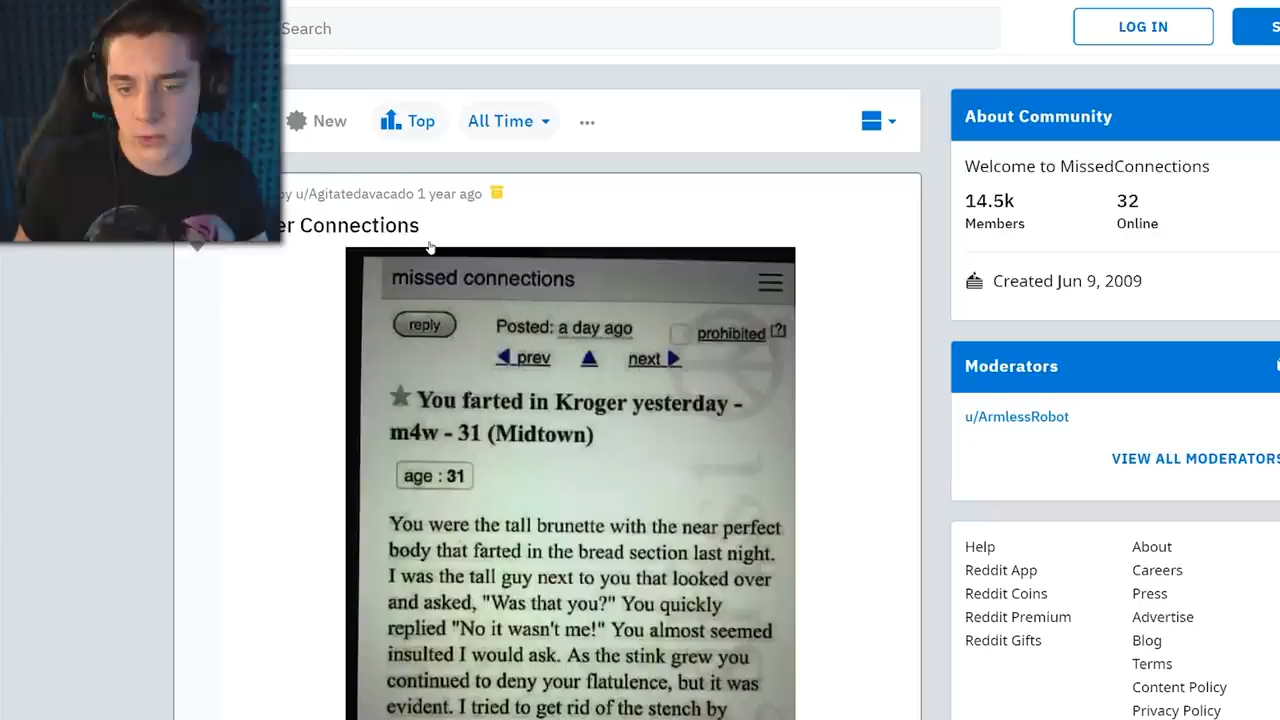 Search
LOG IN
New
Top
All Time
by u/Agitatedavacado 1 year ago
er Connections
missed connections
reply
Posted: a day ago
prohibited [?]
prev
next
You farted in Kroger yesterday -
m4w - 31 (Midtown)
age : 31
You were the tall brunette with the near perfect
body that farted in the bread section last night.
I was the tall guy next to you that looked over
and asked, "Was that you?" You quickly
replied "No it wasn't me!" You almost seemed
insulted I would ask. As the stink grew you
continued to deny your flatulence, but it was
evident. I tried to get rid of the stench by
About Community
Welcome to MissedConnections
14.5k
32
Members
Online
Created Jun 9, 2009
Moderators
u/ArmlessRobot
VIEW ALL MODERATORS
Help
About
Reddit App
Careers
Reddit Coins
Press
Reddit Premium
Advertise
Reddit Gifts
Blog
Terms
Content Policy
Privacy Policy